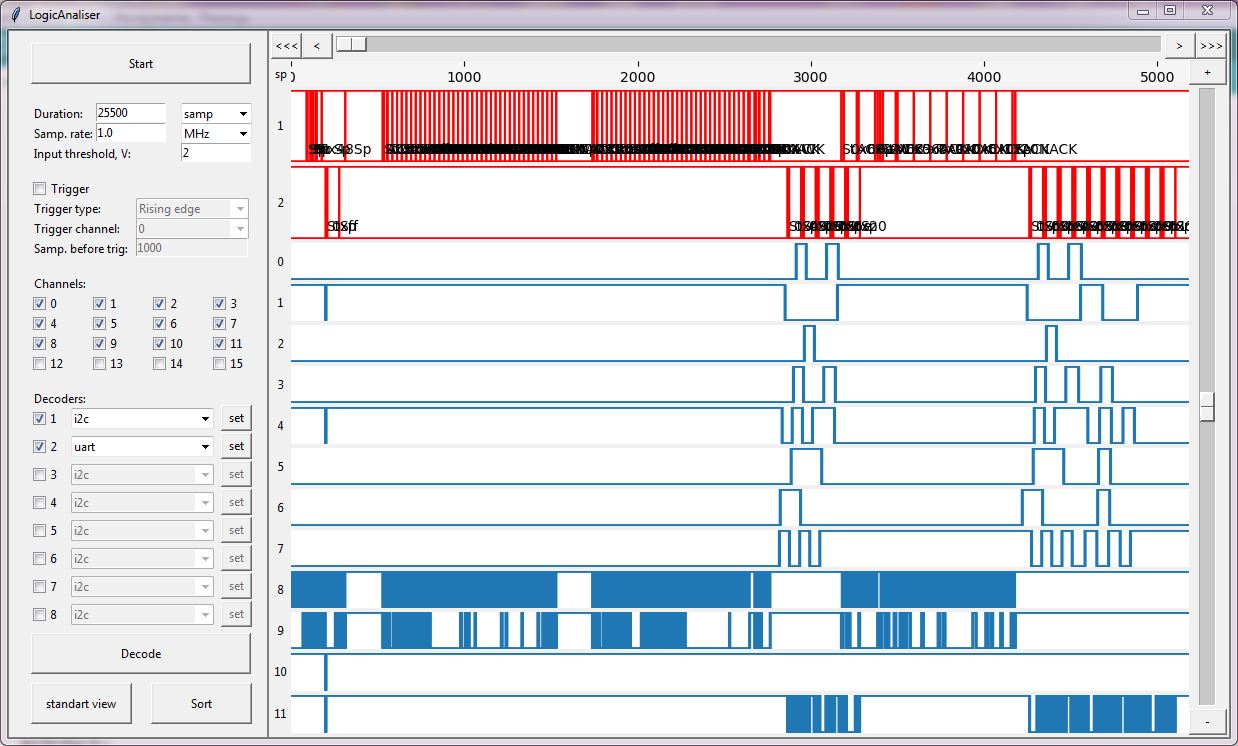 LogicAnaliser
Start
Duration: 25500 samp
Samp. rate: 1.0 MHz
Input threshold, V: 2
Trigger
Trigger type: Rising edge
Trigger channel: 0
Samp. before trig: 1000
Channels:
0 1 2 3
4 5 6 7
8 9 10 11
12 13 14 15
Decoders:
1 i2c set
2 uart set
3 i2c set
4 i2c set
5 i2c set
6 i2c set
7 i2c set
8 i2c set
Decode
standart view Sort
<<< < > >>>
sp 1000 2000 3000 4000 5000 +
1
2
0
1
2
3
4
5
6
7
8
9
10
11
-